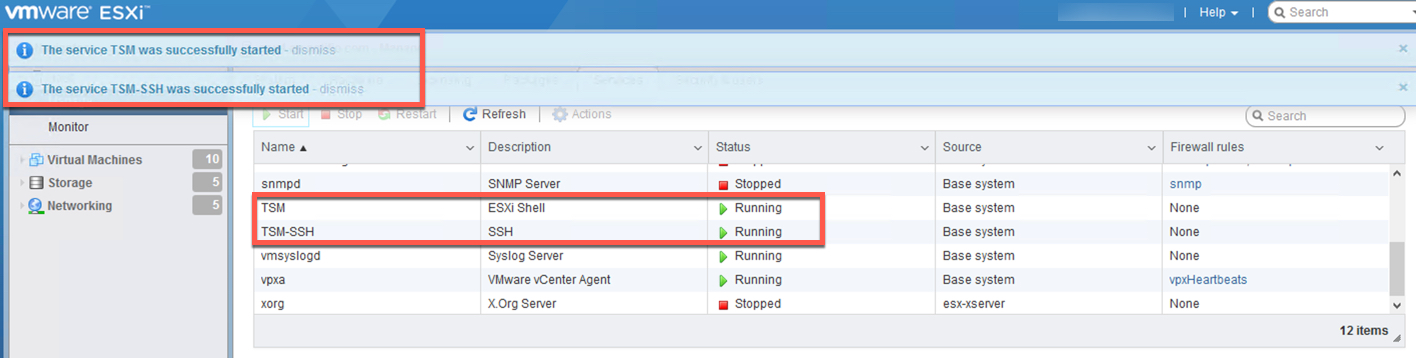 vmware® ESXi™
| Help | Search
The service TSM was successfully started - dismiss
The service TSM-SSH was successfully started - dismiss
Services
Start Stop Restart | Refresh | Actions Search
Monitor
Virtual Machines 10
Storage 5
Networking 5
Name Description Status Source Firewall rules
Stopped
snmpd SNMP Server Stopped Base system snmp
TSM ESXi Shell Running Base system None
TSM-SSH SSH Running Base system None
vmsyslogd Syslog Server Running Base system None
vpxa VMware vCenter Agent Running Base system vpxHeartbeats
xorg X.Org Server Stopped esx-xserver None
12 items